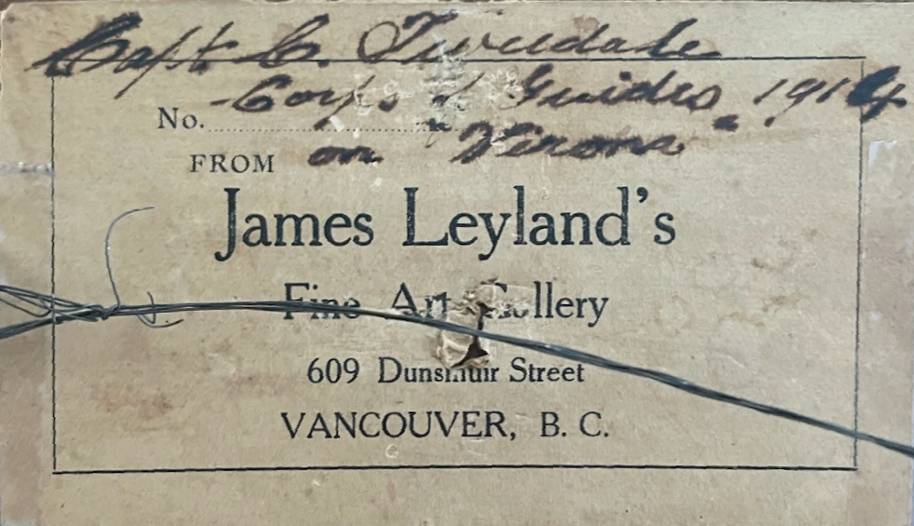 Capt. C. Tweedale
Corps of Guides 1914
No.
on "Verona"
FROM
James Leyland's
Fine Art Gallery
609 Dunsmuir Street
VANCOUVER, B. C.